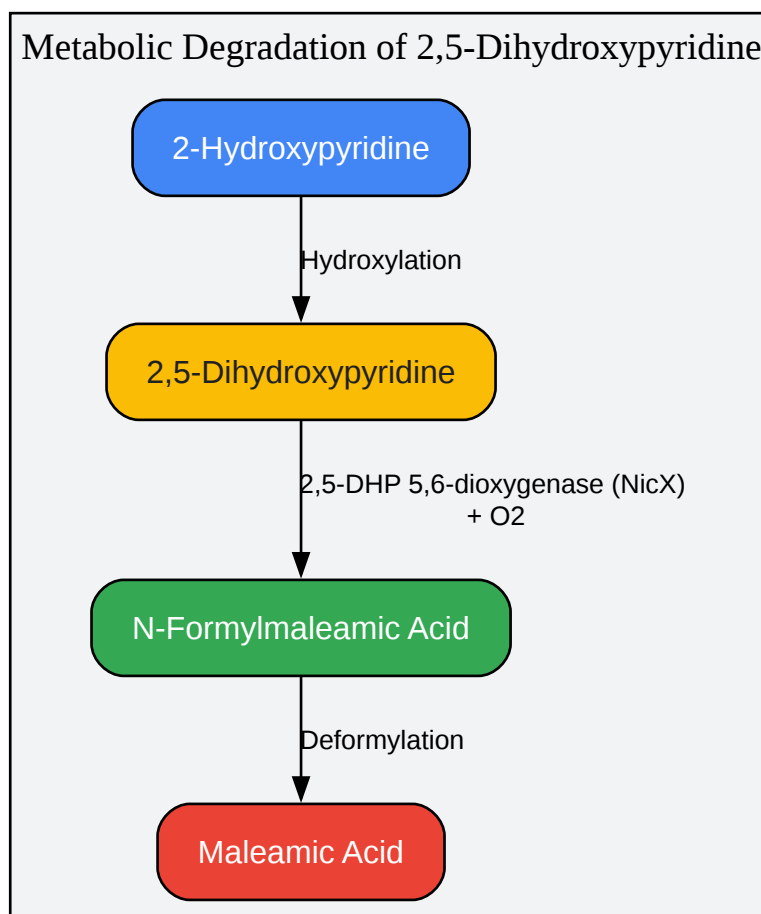 Metabolic Degradation of 2,5-Dihydroxypyridine
2-Hydroxypyridine
Hydroxylation
2,5-Dihydroxypyridine
2,5-DHP 5,6-dioxygenase (NicX)
+ O2
N-Formylmaleamic Acid
Deformylation
Maleamic Acid